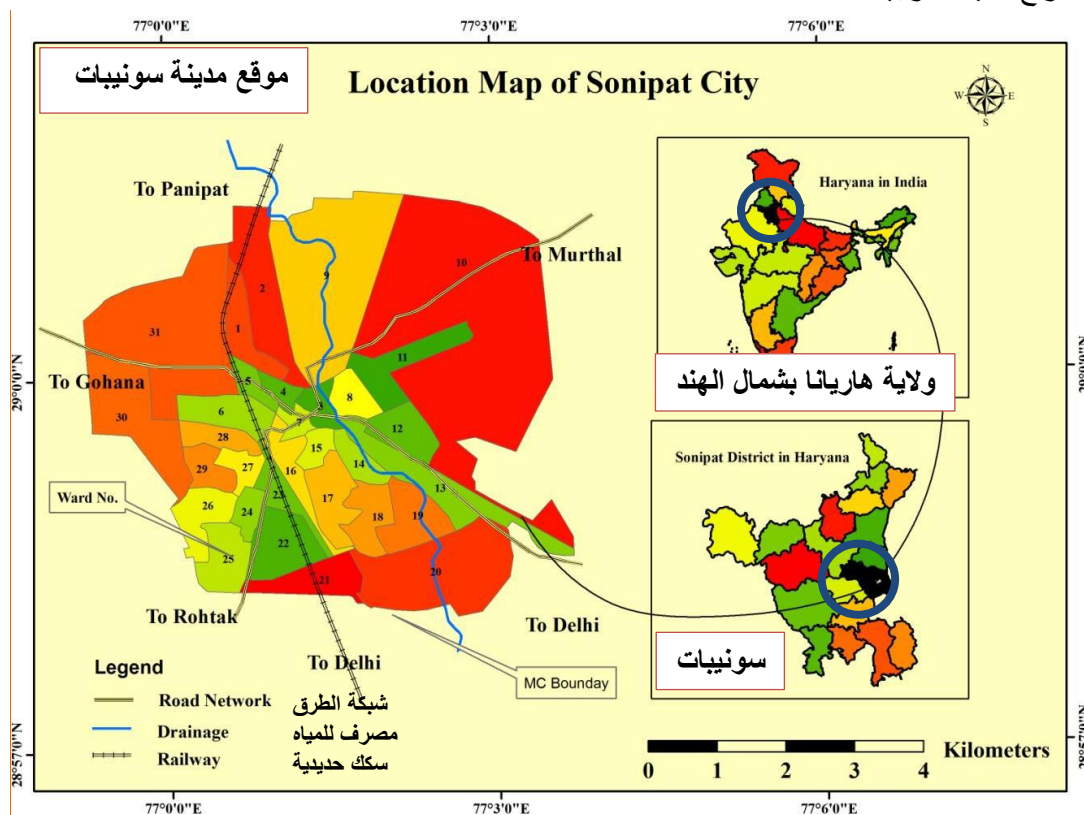 77°0'0"E
77°3'0"E
77°6'0"E
موقع مدينة سونيبات
Location Map of Sonipat City
N
W
E
S
To Panipat
Haryana in India
To Murthal
10
9
2
31
1
11
29°0'0"N
To Gohana
5
4
8
ولاية هاريانا بشمال الهند
30
6
3
7
12
28
15
Sonipat District in Haryana
29
27
16
14
Ward No.
26
23
17
13
24
18
19
25
22
20
21
To Rohtak
To Delhi
To Delhi
سونيبات
MC Bounday
Legend
Road Network شبكة الطرق
Drainage مصرف للمياه
Railway سكك حديدية
28°57'0"N
28°57'0"N
0 1 2 3 4
Kilometers
77°0'0"E
77°3'0"E
77°6'0"E